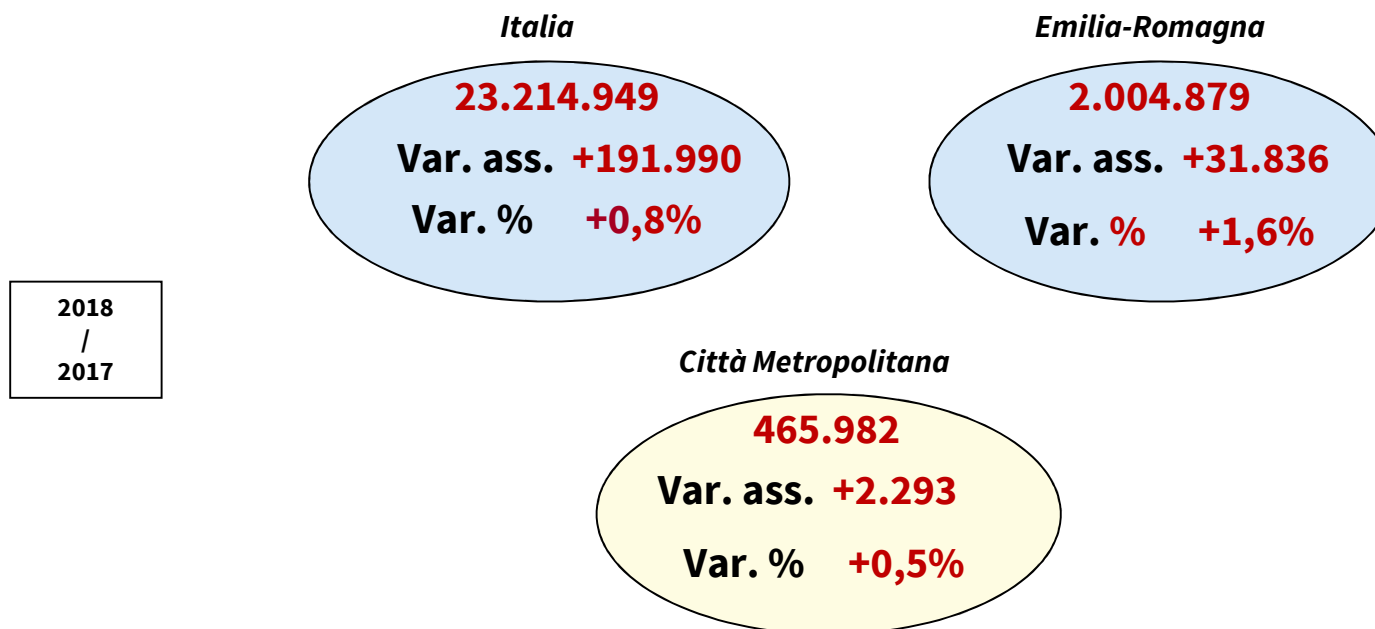 Italia
23.214.949
Var. ass. +191.990
Var. % +0,8%
Emilia-Romagna
2.004.879
Var. ass. +31.836
Var. % +1,6%
2018
/
2017
Città Metropolitana
465.982
Var. ass. +2.293
Var. % +0,5%